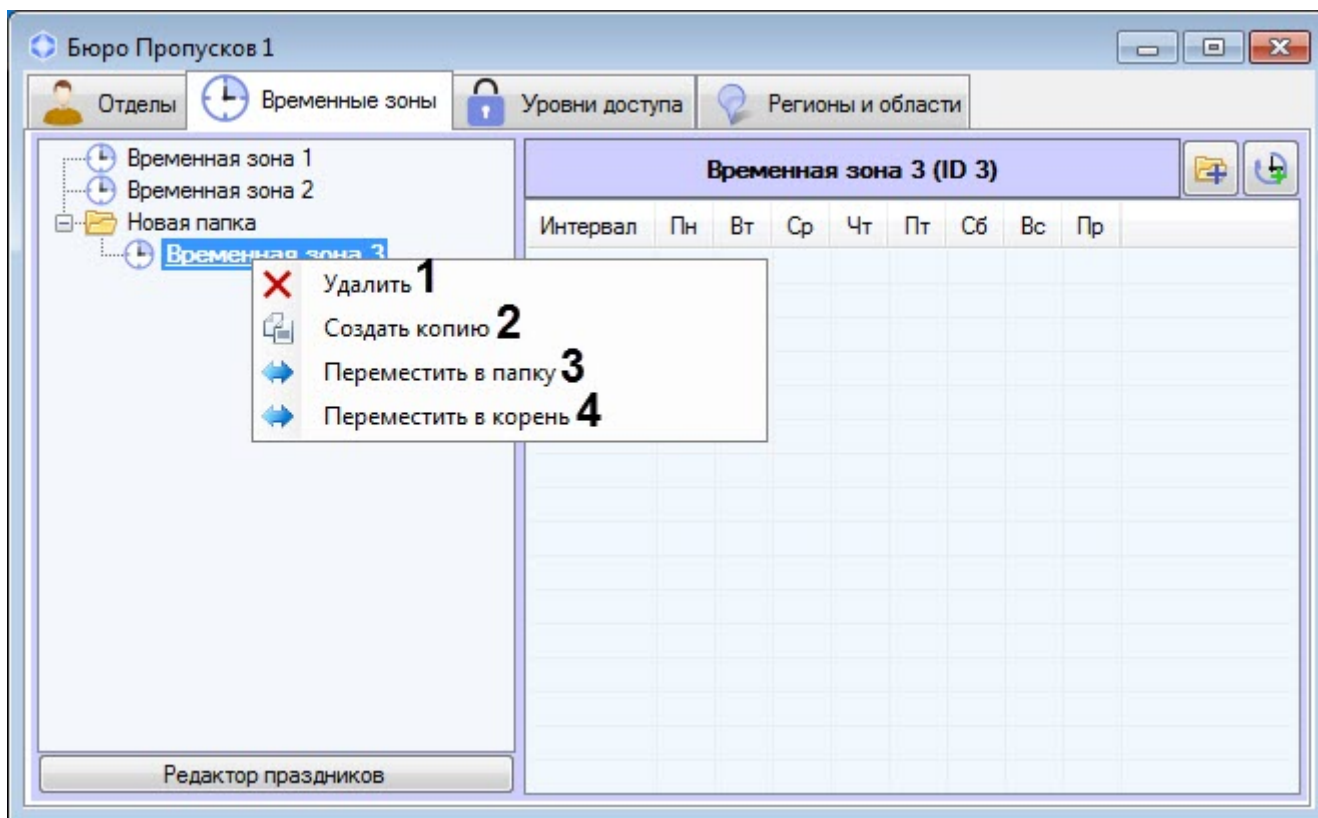 Бюро Пропусков 1
Отделы Временные зоны Уровни доступа Регионы и области
Временная зона 1
Временная зона 2
Новая папка
Временная зона 3
Временная зона 3 (ID 3)
Интервал Пн Вт Ср Чт Пт Сб Вс Пр
Удалить 1
Создать копию 2
Переместить в папку 3
Переместить в корень 4
Редактор праздников